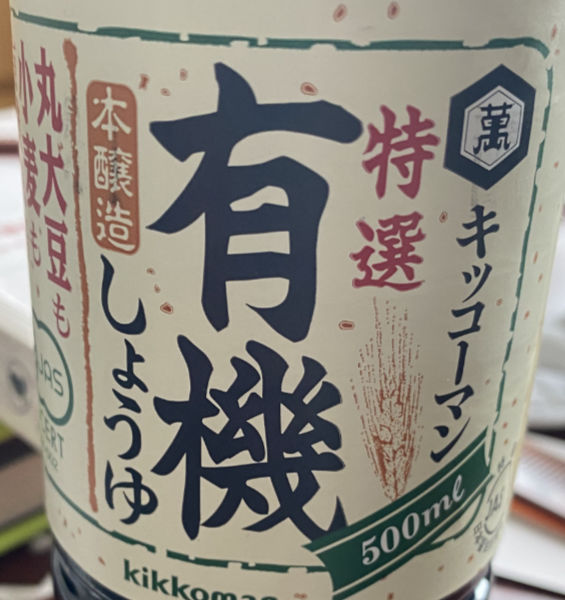 萬
キッコーマン
特選
有機
本醸造
しょうゆ
丸大豆も
小麦も
500ml
JAS
CERT
kikkoman